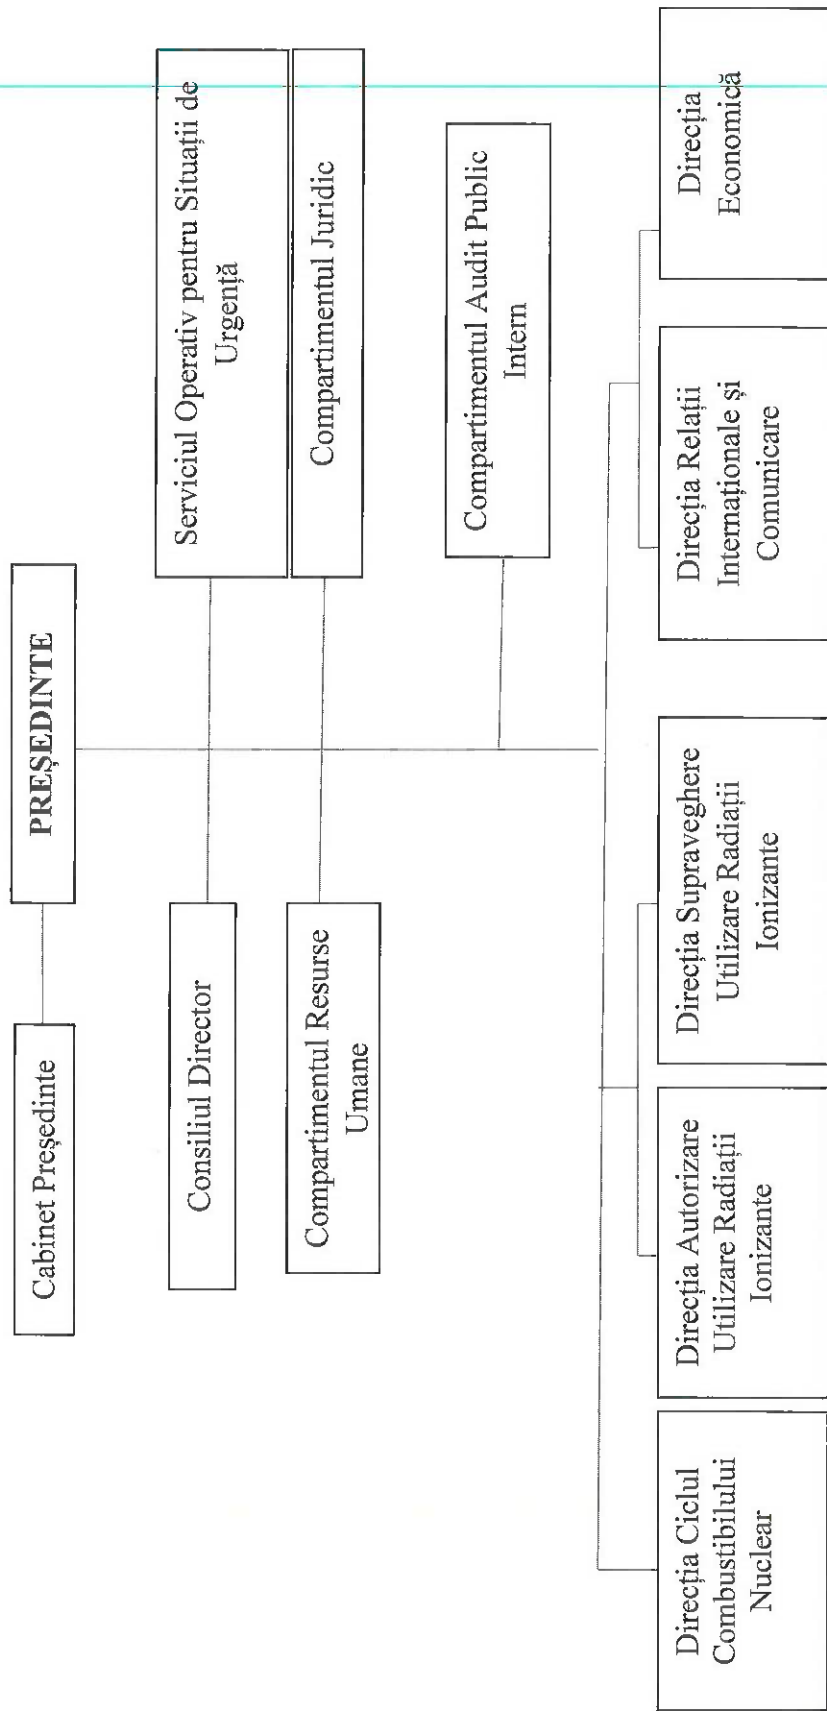 Cabinet Președinte
PREȘEDINTE
Consiliul Director
Serviciul Operativ pentru Situații de
Urgență
Compartimentul Resurse
Umane
Compartimentul Juridic
Compartimentul Audit Public
Intern
Direcția Ciclul
Combustibilului
Nuclear
Direcția Autorizare
Utilizare Radiații
Ionizante
Direcția Supraveghere
Utilizare Radiații
Ionizante
Direcția Relații
Internaționale și
Comunicare
Direcția
Economică